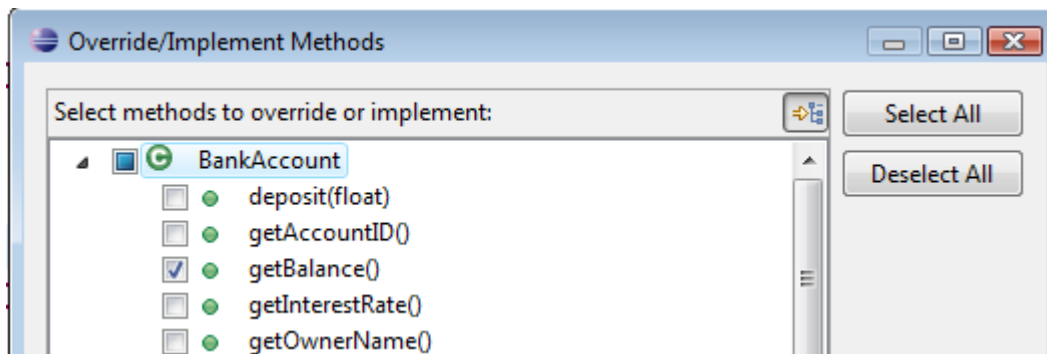 Override/Implement Methods
Select methods to override or implement:
Select All
BankAccount
Deselect All
deposit(float)
getAccountID()
getBalance()
getInterestRate()
getOwnerName()